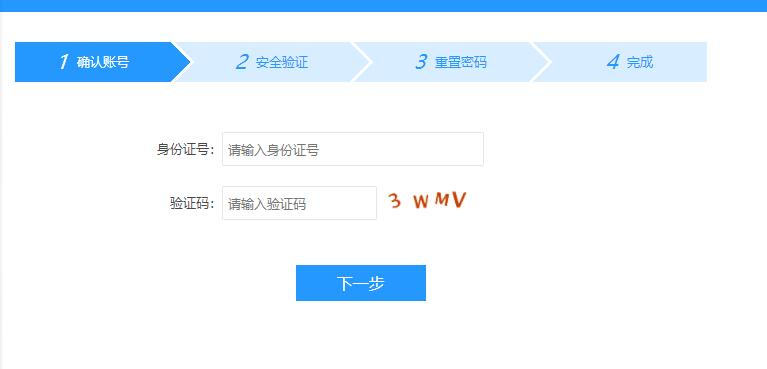 1 确认账号 2 安全验证 3 重置密码 4 完成
身份证号: 请输入身份证号
验证码: 请输入验证码 3 W M V
下一步